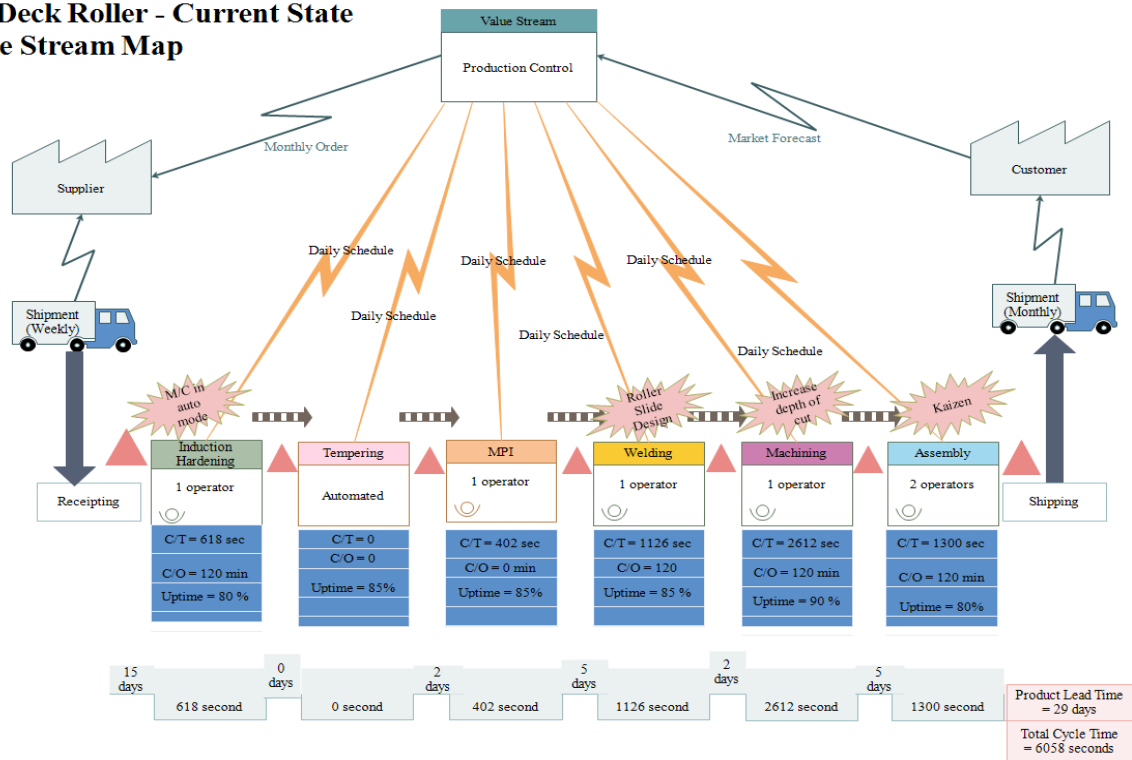 Deck Roller - Current State
e Stream Map
Value Stream
Production Control
Monthly Order
Market Forecast
Supplier
Customer
Daily Schedule
Daily Schedule
Daily Schedule
Daily Schedule
Daily Schedule
Daily Schedule
Shipment
(Weekly)
Shipment
(Monthly)
M/C in
auto
mode
Roller
Slide
Design
Increase
depth of
cut
Kaizen
Receipting
Induction
Hardening
1 operator
C/T = 618 sec
C/O = 120 min
Uptime = 80 %
Tempering
Automated
C/T = 0
C/O = 0
Uptime = 85%
MPI
1 operator
C/T = 402 sec
C/O = 0 min
Uptime = 85%
Welding
1 operator
C/T = 1126 sec
C/O = 120
Uptime = 85 %
Machining
1 operator
C/T = 2612 sec
C/O = 120 min
Uptime = 90 %
Assembly
2 operators
C/T = 1300 sec
C/O = 120 min
Uptime = 80%
Shipping
15
days
618 second
0
days
0 second
2
days
402 second
5
days
1126 second
2
days
2612 second
5
days
1300 second
Product Lead Time
= 29 days
Total Cycle Time
= 6058 seconds